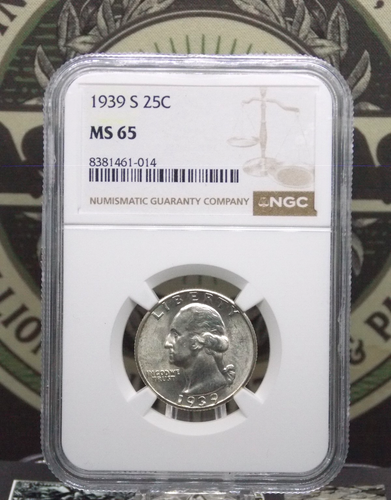 1939 S 25C
MS 65
8381461-014
NUMISMATIC GUARANTY COMPANY NGC
LIBERTY
IN GOD WE
TRUST
1939